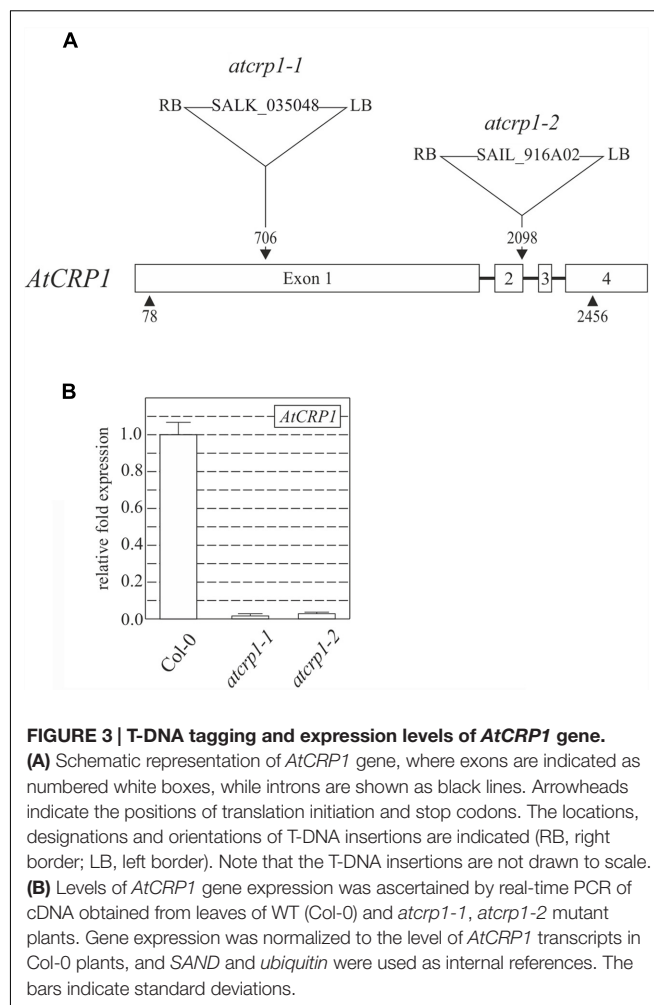 A
atcrp1-1
RB SALK_035048 LB
atcrp1-2
RB SAIL_916A02 LB
706
2098
AtCRP1
Exon 1
2
3
4
78
2456
B
AtCRP1
relative fold expression
1.0
0.8
0.6
0.4
0.2
0.0
Col-0
atcrp1-1
atcrp1-2
FIGURE 3 | T-DNA tagging and expression levels of AtCRP1 gene.
(A) Schematic representation of AtCRP1 gene, where exons are indicated as
numbered white boxes, while introns are shown as black lines. Arrowheads
indicate the positions of translation initiation and stop codons. The locations,
designations and orientations of T-DNA insertions are indicated (RB, right
border; LB, left border). Note that the T-DNA insertions are not drawn to scale.
(B) Levels of AtCRP1 gene expression was ascertained by real-time PCR of
cDNA obtained from leaves of WT (Col-0) and atcrp1-1, atcrp1-2 mutant
plants. Gene expression was normalized to the level of AtCRP1 transcripts in
Col-0 plants, and SAND and ubiquitin were used as internal references. The
bars indicate standard deviations.